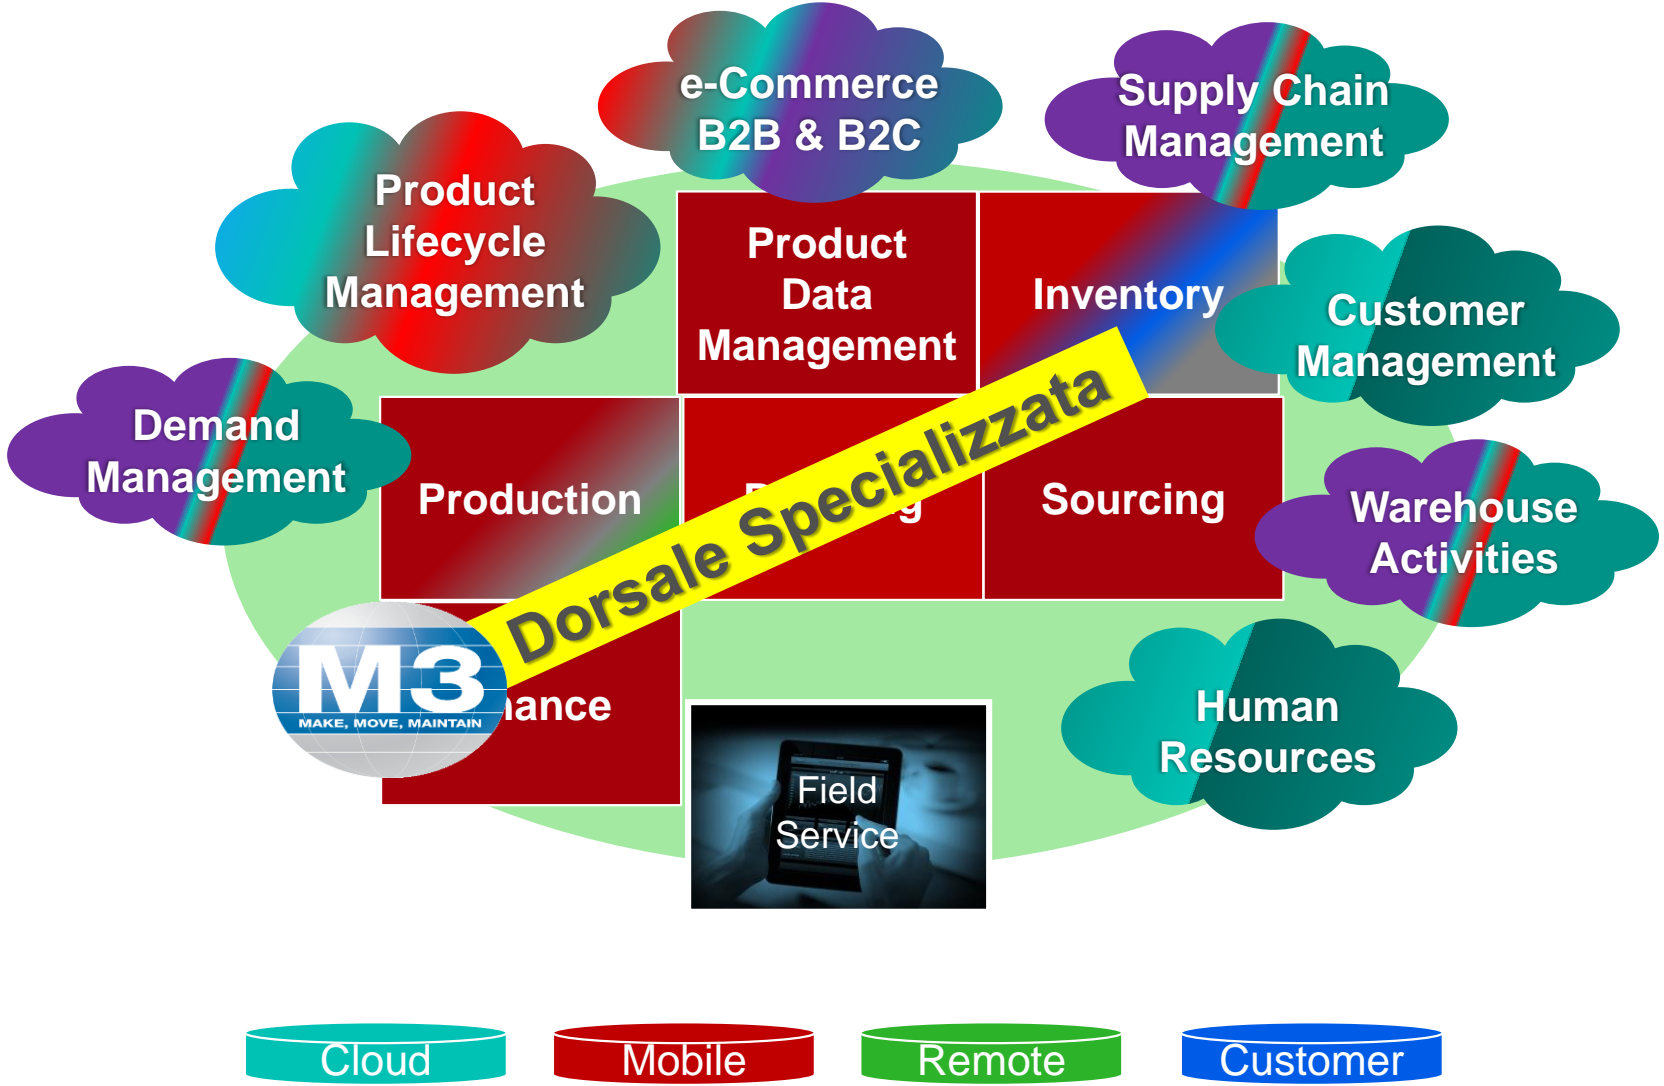 e-Commerce
B2B & B2C
Supply Chain
Management
Product
Lifecycle
Management
Product
Data
Management
Inventory
Customer
Management
Demand
Management
Production
Dorsale Specializzata
Sourcing
Warehouse
Activities
M3
MAKE, MOVE, MAINTAIN
Human
Resources
Field
Service
Cloud
Mobile
Remote
Customer